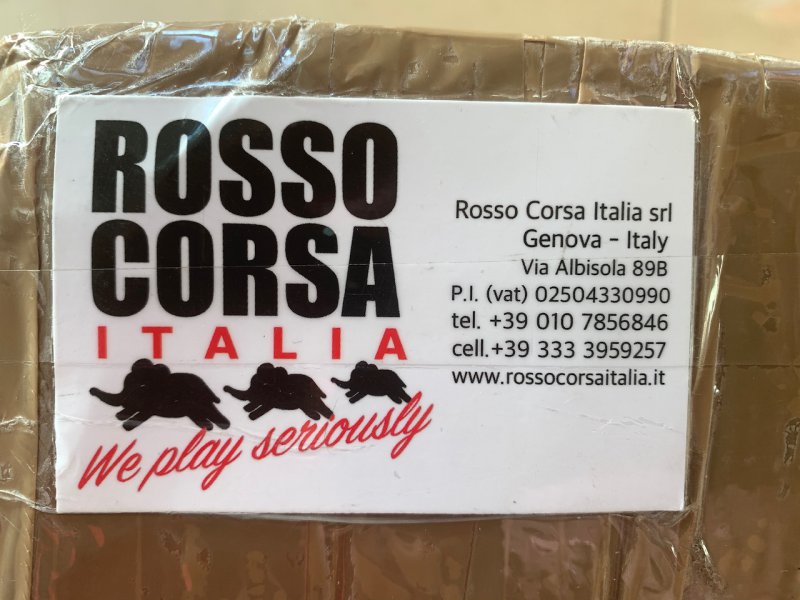 ROSSO
CORSA
ITALIA
We play seriously
Rosso Corsa Italia srl
Genova - Italy
Via Albisola 89B
P.I. (vat) 02504330990
tel. +39 010 7856846
cell.+39 333 3959257
www.rossocorsaitalia.it